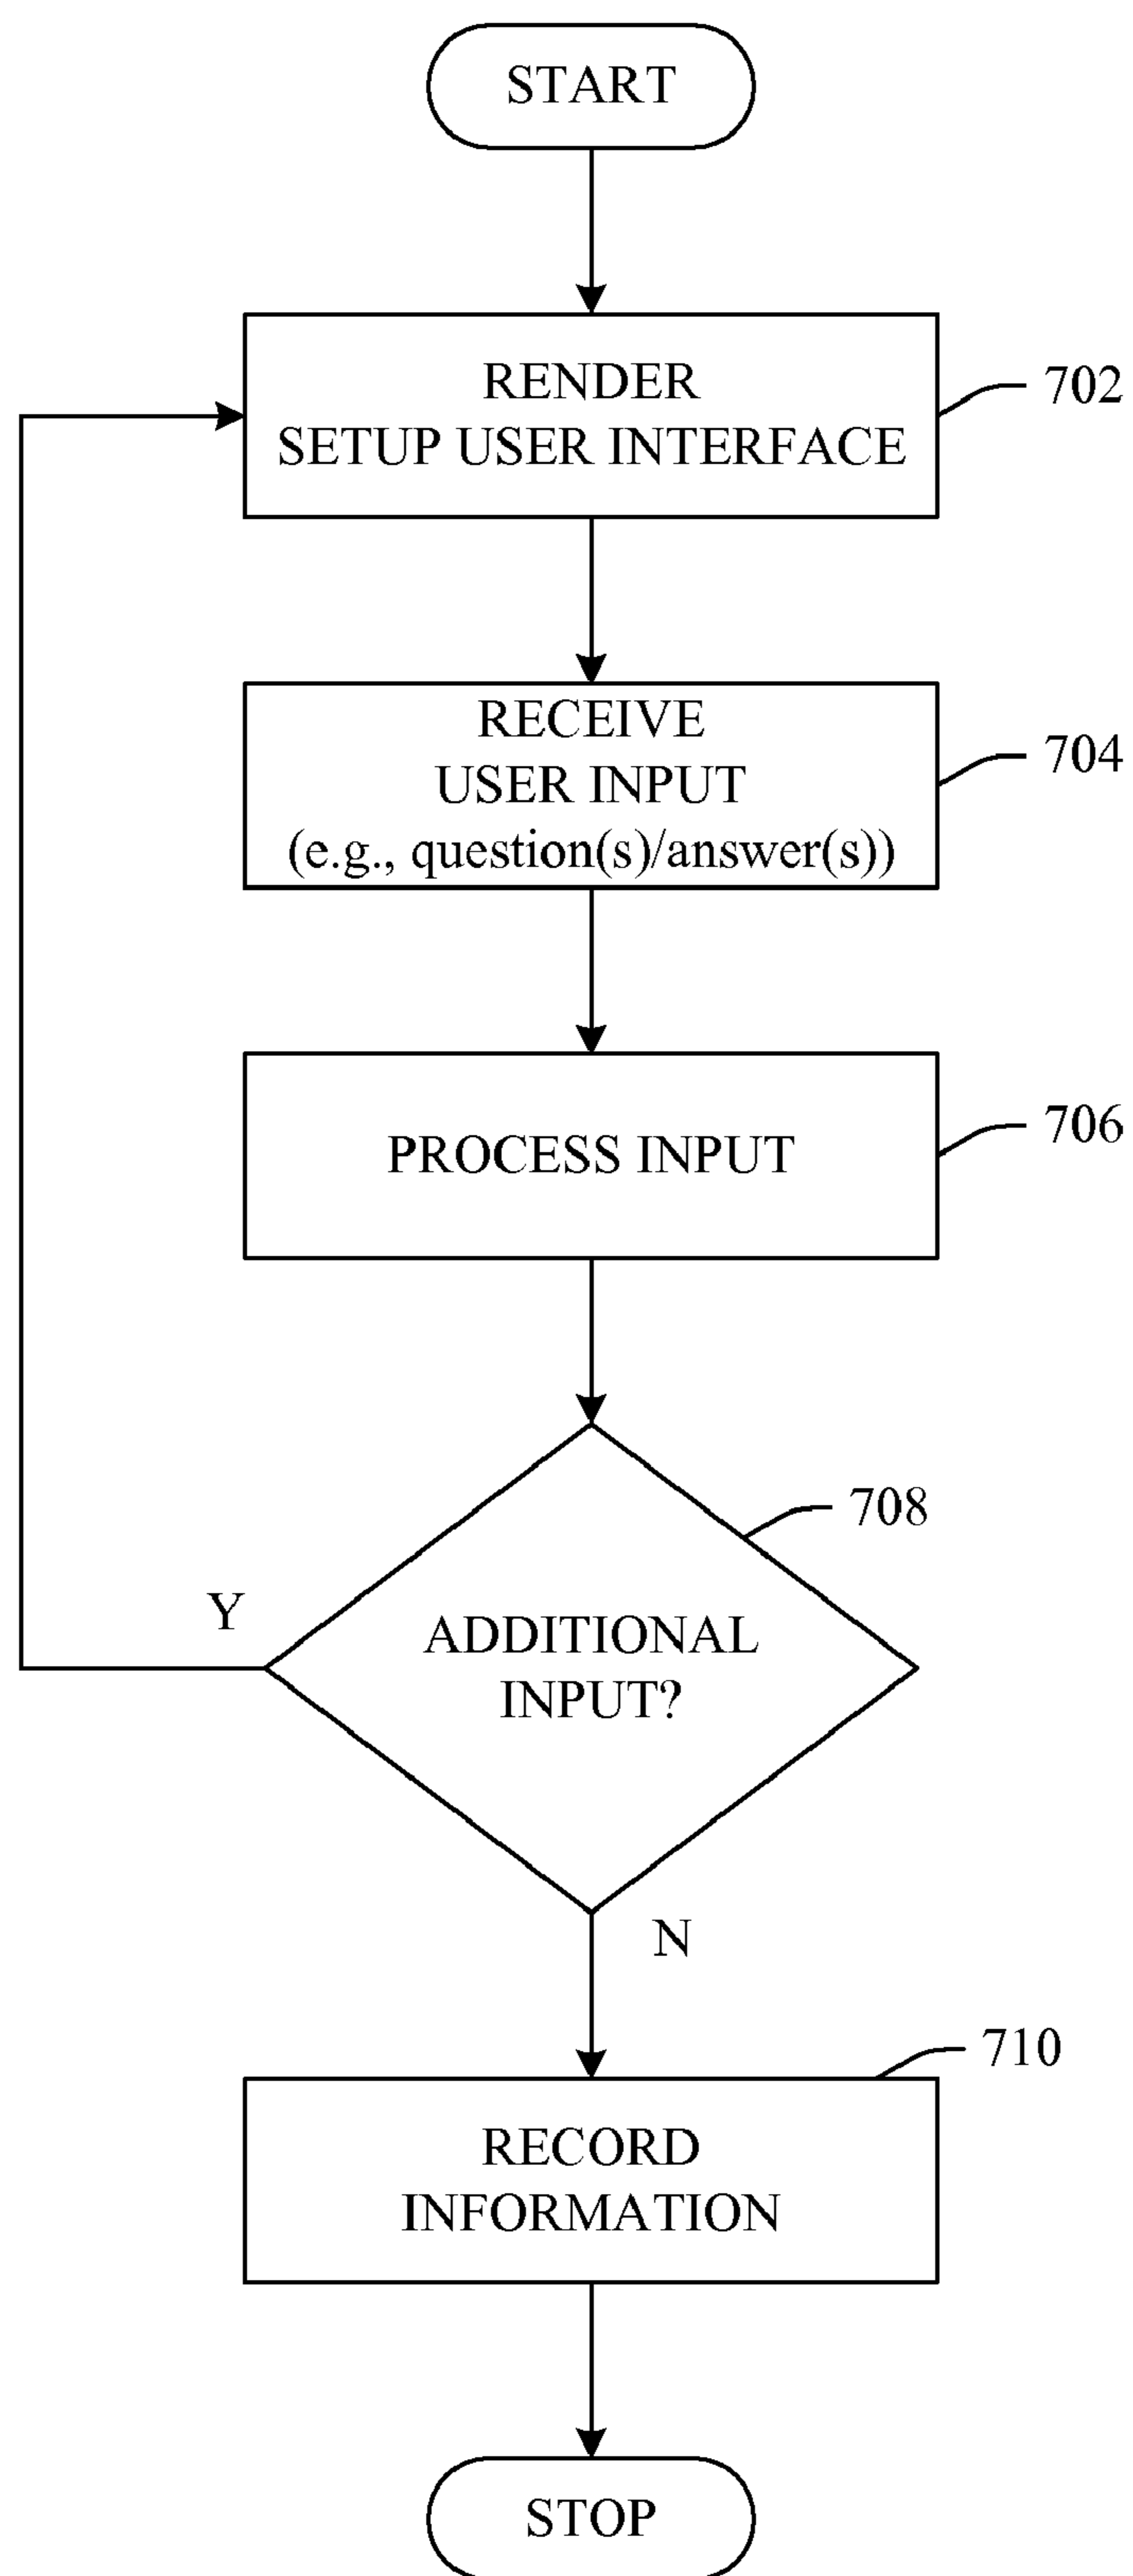 START
RENDER
SETUP USER INTERFACE
702
RECEIVE
USER INPUT
(e.g., question(s)/answer(s))
704
PROCESS INPUT
706
708
ADDITIONAL
INPUT?
Y
N
710
RECORD
INFORMATION
STOP